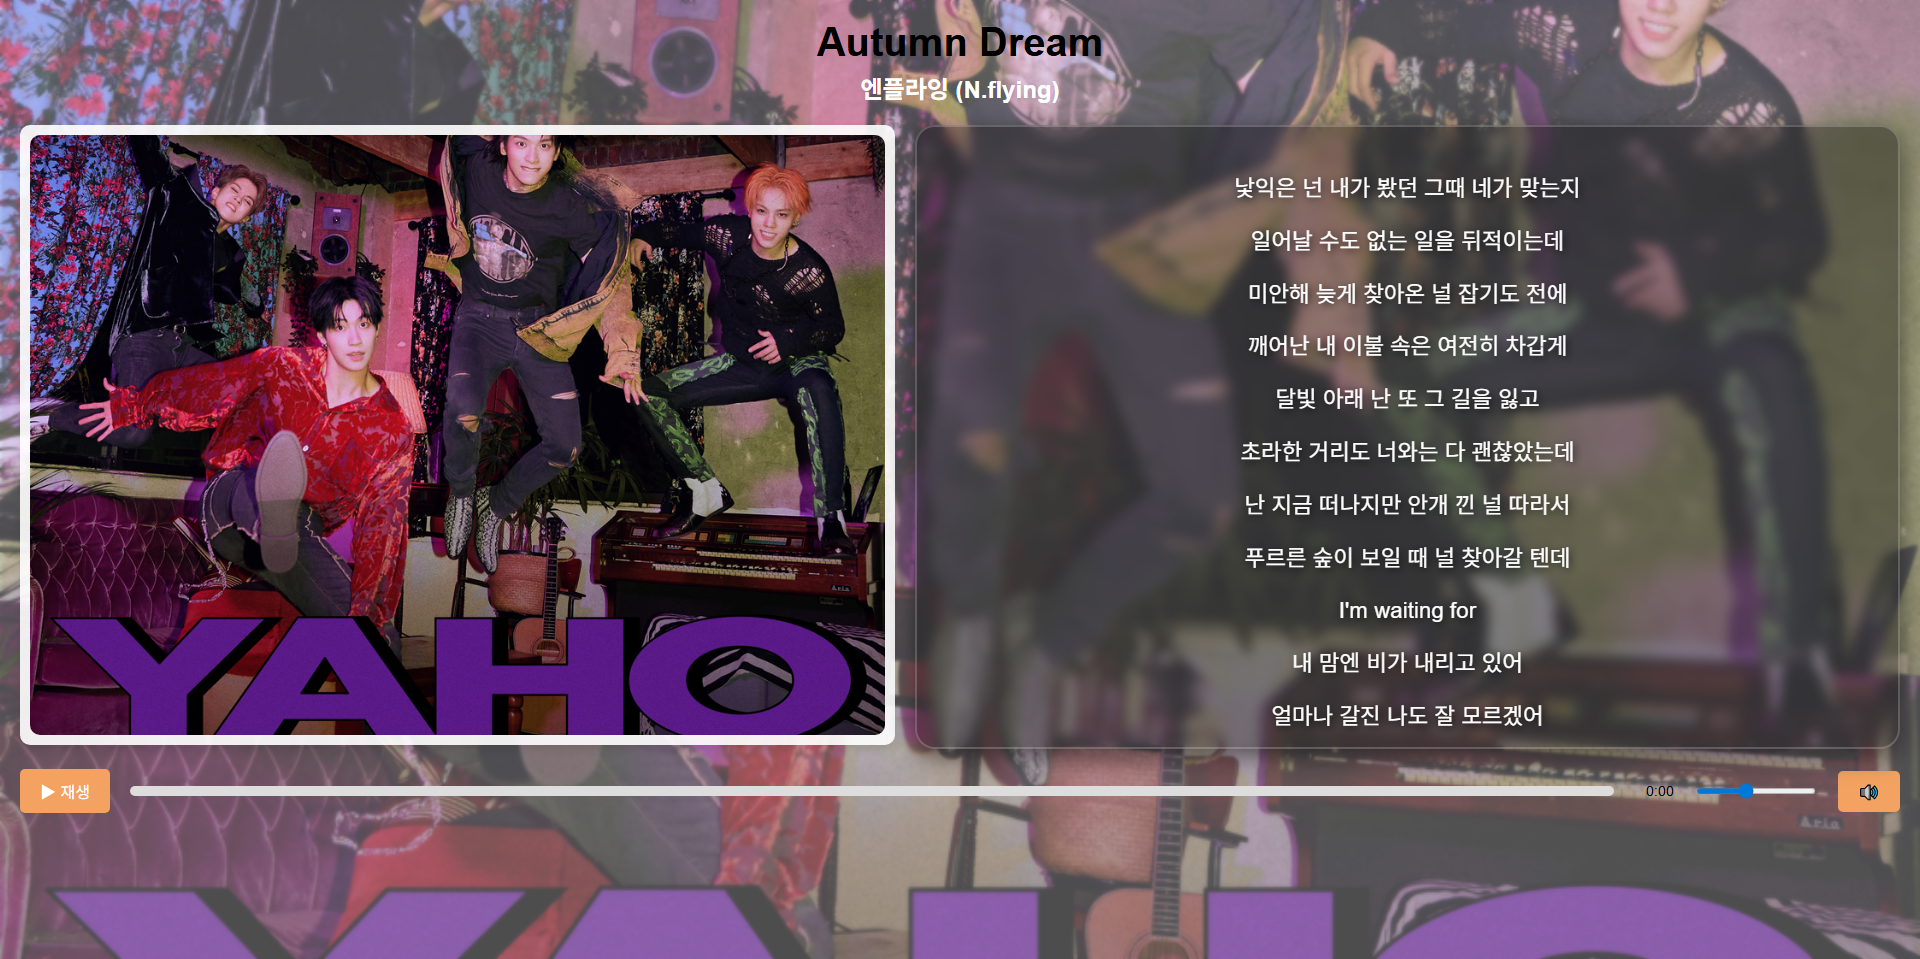 Autumn Dream
엔플라잉 (N.flying)
낯익은 넌 내가 봤던 그때 네가 맞는지
일어날 수도 없는 일을 뒤적이는데
미안해 늦게 찾아온 널 잡기도 전에
깨어난 내 이불 속은 여전히 차갑게
달빛 아래 난 또 그 길을 잃고
초라한 거리도 너와는 다 괜찮았는데
난 지금 떠나지만 안개 낀 널 따라서
푸르른 숲이 보일 때 널 찾아갈 텐데
I'm waiting for
내 맘엔 비가 내리고 있어
얼마나 갈진 나도 잘 모르겠어
Aria
YAHO
▶ 재생
0:00
Aria
YAHO